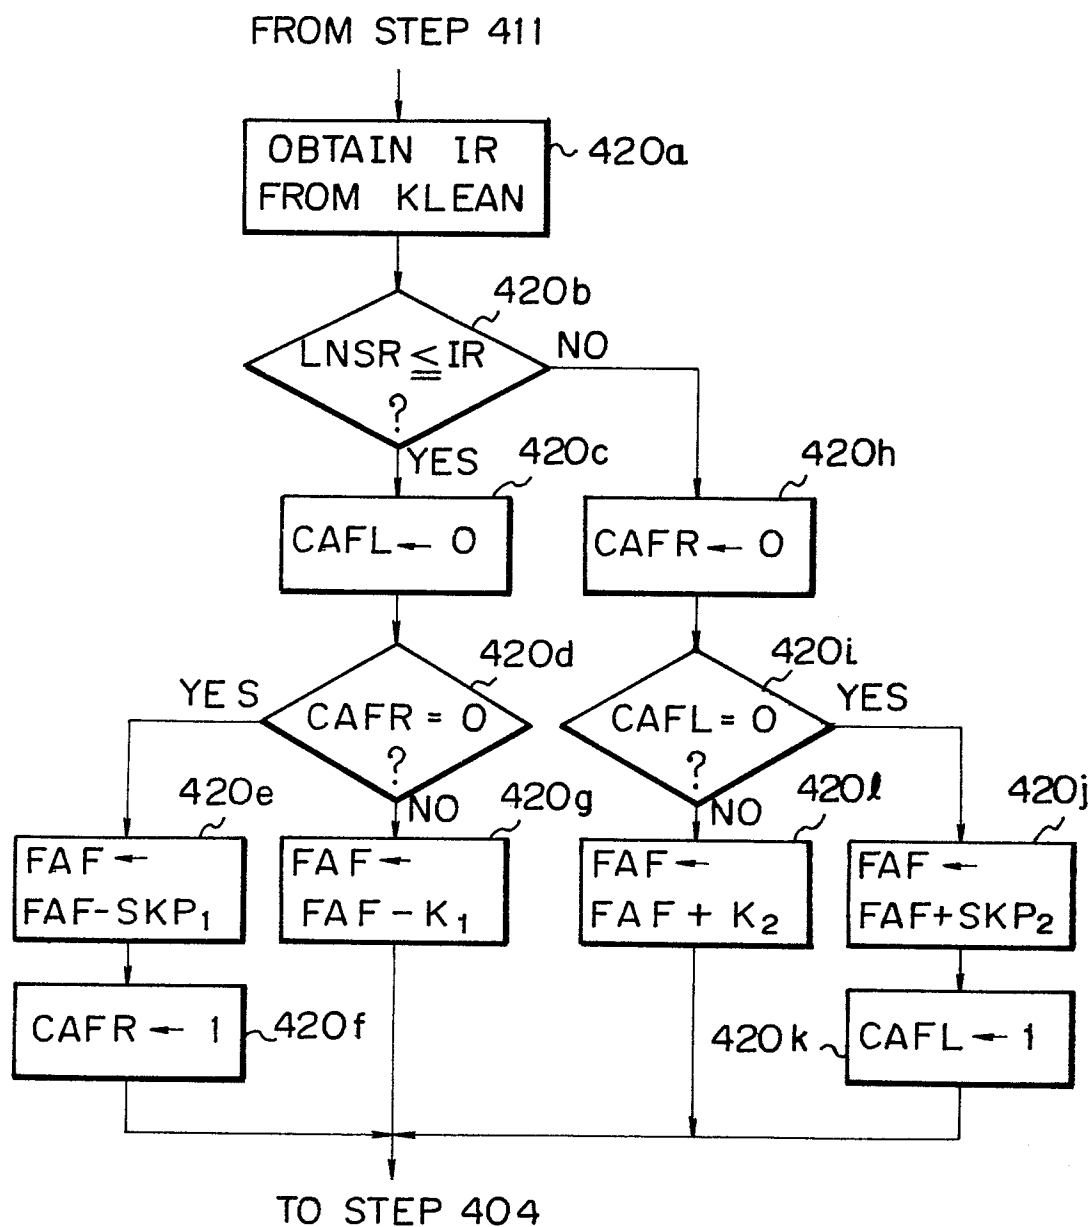 FROM STEP 411
OBTAIN IR
FROM KLEAN
420a
420b
LNSR ≦ IR
?
NO
YES
420c
420h
CAFL ← 0
CAFR ← 0
420d
420i
YES
CAFR = 0
?
NO
CAFL = 0
?
NO
YES
420e
420g
420l
420j
FAF ←
FAF-SKP₁
FAF ←
FAF - K₁
FAF ←
FAF + K₂
FAF ←
FAF+SKP₂
CAFR ← 1
420f
420k
CAFL ← 1
TO STEP 404